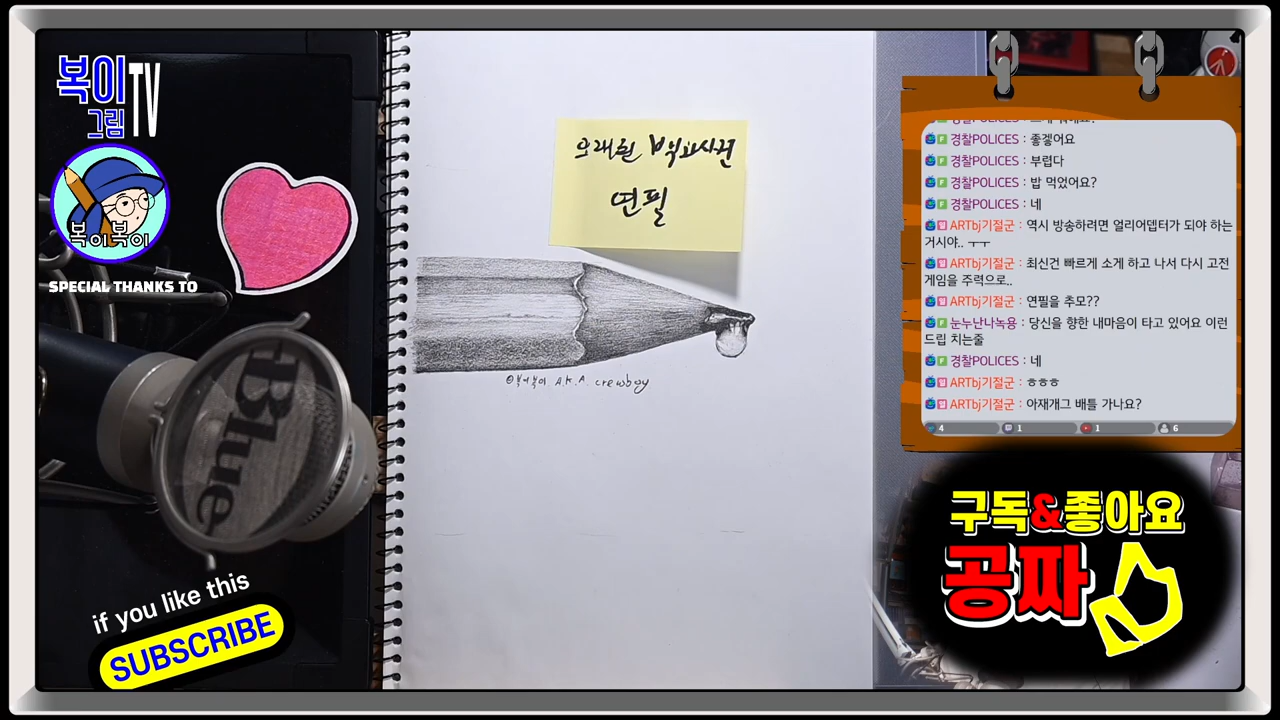 복이
그림
TV
복이복이
SPECIAL THANKS TO
Blue
if you like this
SUBSCRIBE
오래된 백과사전
연필
@복이복이 A.K.A. crewboy
경찰POLICES : 좋겠어요
경찰POLICES : 부럽다
경찰POLICES : 밥 먹었어요?
경찰POLICES : 네
ARTbj기절군 : 역시 방송하려면 얼리어뎁터가 되야 하는
거시야.. ㅜㅜ
ARTbj기절군 : 최신건 빠르게 소게 하고 나서 다시 고전
게임을 주력으로..
ARTbj기절군 : 연필을 추모??
눈누난나녹용 : 당신을 향한 내마음이 타고 있어요 이런
드립 치는줄
경찰POLICES : 네
ARTbj기절군 : ㅎㅎㅎ
ARTbj기절군 : 아재개그 배틀 가나요?
4 1 1 6
구독&좋아요
공짜